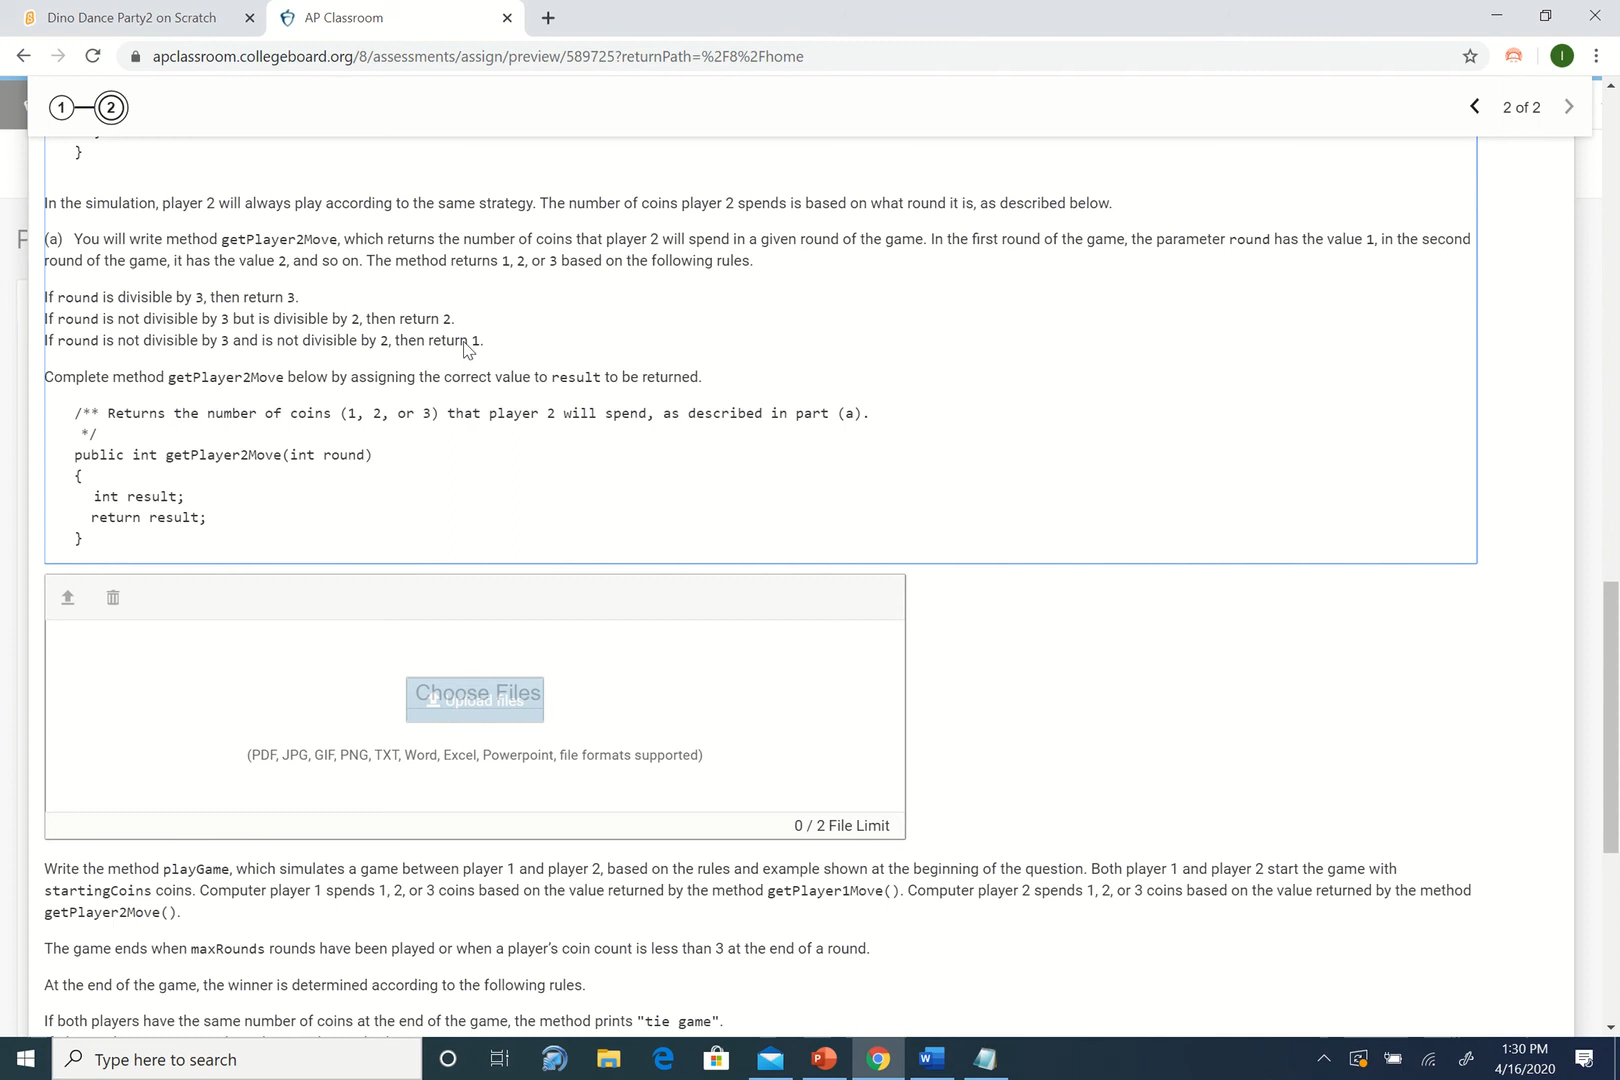 Dino Dance Party2 on Scratch
AP Classroom
apclassroom.collegeboard.org/8/assessments/assign/preview/589725?returnPath=%2F8%2Fhome
I
1 2
2 of 2
}
In the simulation, player 2 will always play according to the same strategy. The number of coins player 2 spends is based on what round it is, as described below.
(a) You will write method getPlayer2Move, which returns the number of coins that player 2 will spend in a given round of the game. In the first round of the game, the parameter round has the value 1, in the second
round of the game, it has the value 2, and so on. The method returns 1, 2, or 3 based on the following rules.
If round is divisible by 3, then return 3.
If round is not divisible by 3 but is divisible by 2, then return 2.
If round is not divisible by 3 and is not divisible by 2, then return 1.
Complete method getPlayer2Move below by assigning the correct value to result to be returned.
/** Returns the number of coins (1, 2, or 3) that player 2 will spend, as described in part (a).
*/
public int getPlayer2Move(int round)
{
int result;
return result;
}
Choose Files
Upload files
(PDF, JPG, GIF, PNG, TXT, Word, Excel, Powerpoint, file formats supported)
0 / 2 File Limit
Write the method playGame, which simulates a game between player 1 and player 2, based on the rules and example shown at the beginning of the question. Both player 1 and player 2 start the game with
startingCoins coins. Computer player 1 spends 1, 2, or 3 coins based on the value returned by the method getPlayer1Move(). Computer player 2 spends 1, 2, or 3 coins based on the value returned by the method
getPlayer2Move().
The game ends when maxRounds rounds have been played or when a player's coin count is less than 3 at the end of a round.
At the end of the game, the winner is determined according to the following rules.
If both players have the same number of coins at the end of the game, the method prints "tie game".
Type here to search
1:30 PM
4/16/2020